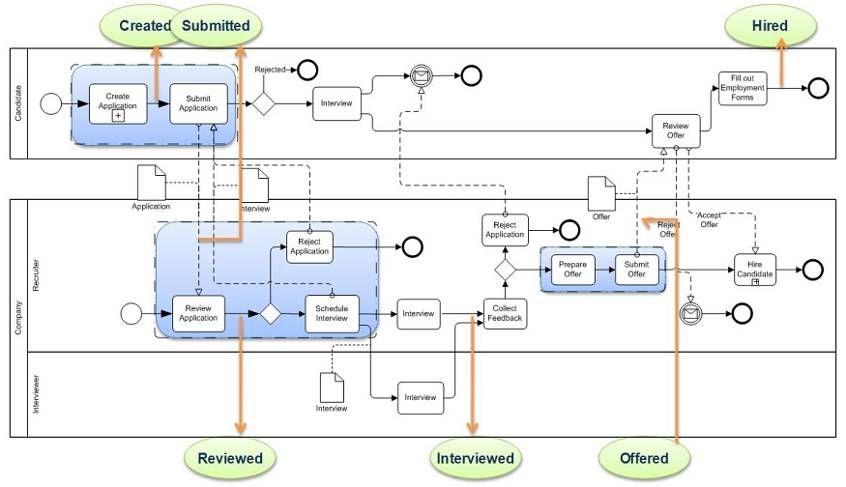 Created
Submitted
Hired
Candidate
Create
Application
Submit
Application
Rejected
Interview
Fill out
Employment
Forms
Review
Offer
Application
Interview
Offer
Company
Recruiter
Reject
Application
Reject
Application
Reject
Offer
Accept
Offer
Prepare
Offer
Submit
Offer
Hire
Candidate
Review
Application
Schedule
Interview
Interview
Collect
Feedback
Interviewer
Interview
Interview
Reviewed
Interviewed
Offered